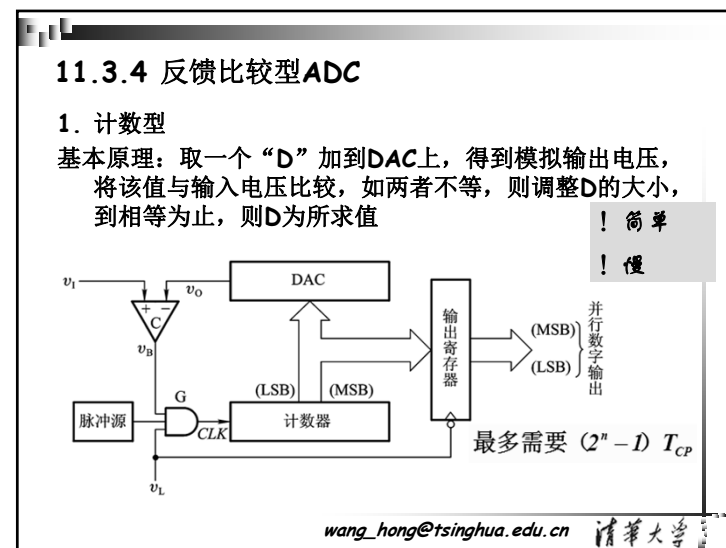 11.3.4 反馈比较型ADC
1. 计数型
基本原理：取一个“D”加到DAC上，得到模拟输出电压，
将该值与输入电压比较，如两者不等，则调整D的大小，
到相等为止，则D为所求值
！简单
！慢
v_I
v_O
DAC
+ −
C
v_B
输出寄存器
(MSB)
(LSB)
并行数字输出
(LSB) (MSB)
G
脉冲源
CLK
计数器
v_L
最多需要（2ⁿ – 1）T_CP
wang_hong@tsinghua.edu.cn
清华大学